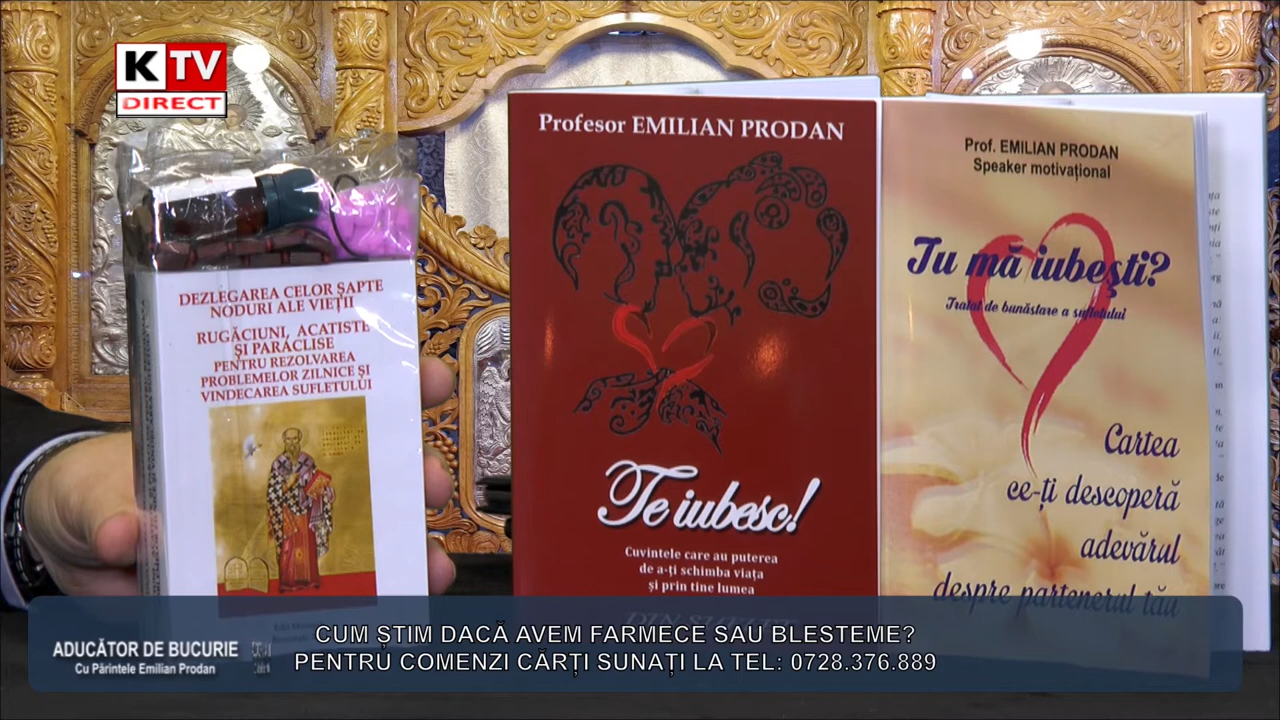 K TV
DIRECT
DEZLEGAREA CELOR ȘAPTE
NODURI ALE VIEȚII
RUGĂCIUNI, ACATISTE
ȘI PARACLISE
PENTRU REZOLVAREA
PROBLEMELOR ZILNICE ȘI
VINDECAREA SUFLETULUI
Profesor EMILIAN PRODAN
Te iubesc!
Cuvintele care au puterea
de a-ți schimba viața
și prin tine lumea
Prof. EMILIAN PRODAN
Speaker motivațional
Tu mă iubești?
Tratat de bunăstare a sufletului
Cartea
ce-ți descoperă
adevărul
despre partenerul tău
ADUCĂTOR DE BUCURIE
Cu Părintele Emilian Prodan
CUM ȘTIM DACĂ AVEM FARMECE SAU BLESTEME?
PENTRU COMENZI CĂRȚI SUNAȚI LA TEL: 0728.376.889